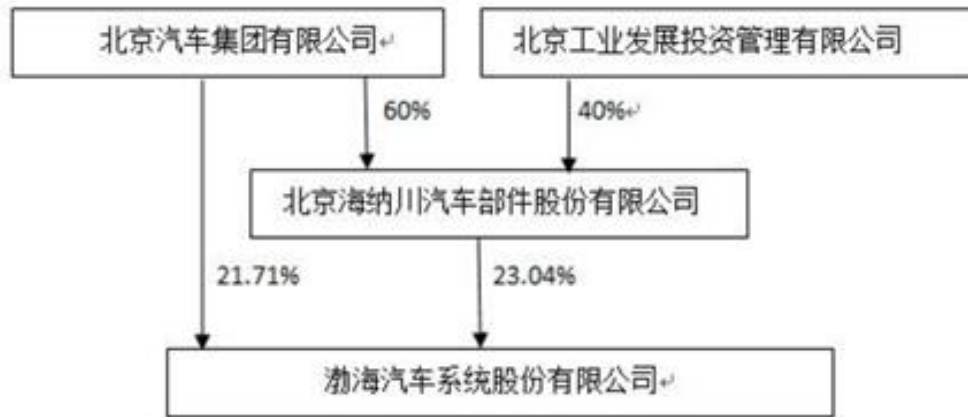 北京汽车集团有限公司
北京工业发展投资管理有限公司
60%
40%
北京海纳川汽车部件股份有限公司
21.71%
23.04%
渤海汽车系统股份有限公司